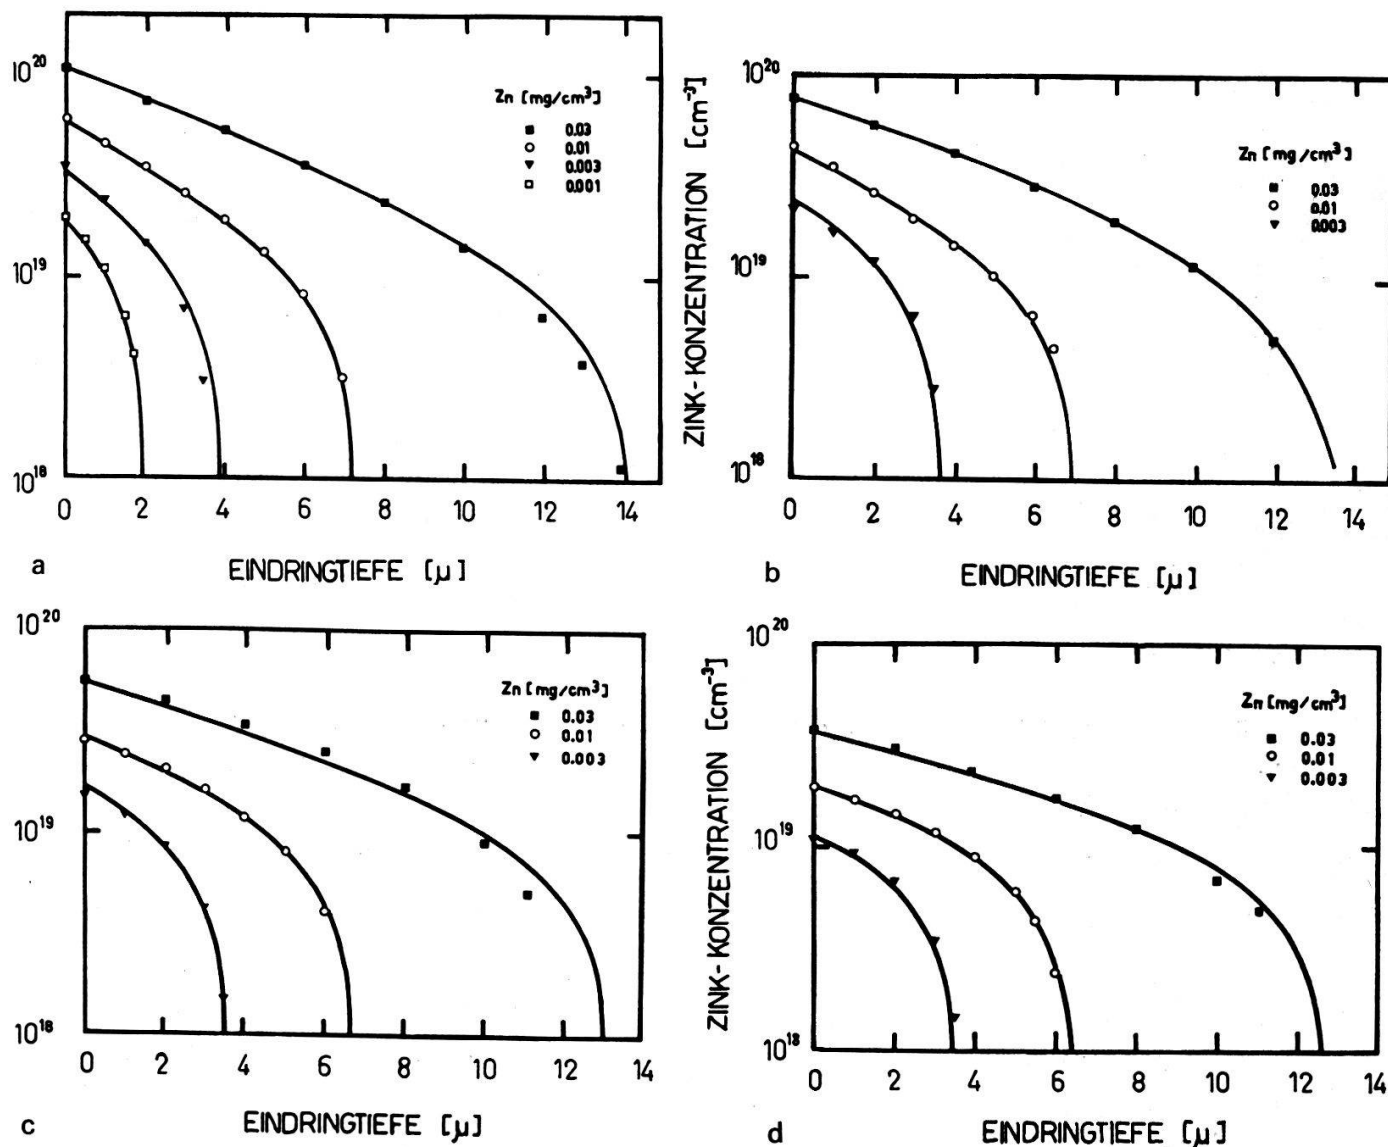 10²⁰
10¹⁹
10¹⁸
Zn [mg/cm³]
■ 0.03
○ 0.01
▼ 0.003
□ 0.001
0 2 4 6 8 10 12 14
EINDRINGTIEFE [µ]
a
ZINK-KONZENTRATION [cm⁻³]
10²⁰
10¹⁹
10¹⁸
Zn [mg/cm³]
■ 0.03
○ 0.01
▼ 0.003
0 2 4 6 8 10 12 14
EINDRINGTIEFE [µ]
b
10²⁰
10¹⁹
10¹⁸
Zn [mg/cm³]
■ 0.03
○ 0.01
▼ 0.003
0 2 4 6 8 10 12 14
EINDRINGTIEFE [µ]
c
ZINK-KONZENTRATION [cm⁻³]
10²⁰
10¹⁹
10¹⁸
Zn [mg/cm³]
■ 0.03
○ 0.01
▼ 0.003
0 2 4 6 8 10 12 14
EINDRINGTIEFE [µ]
d